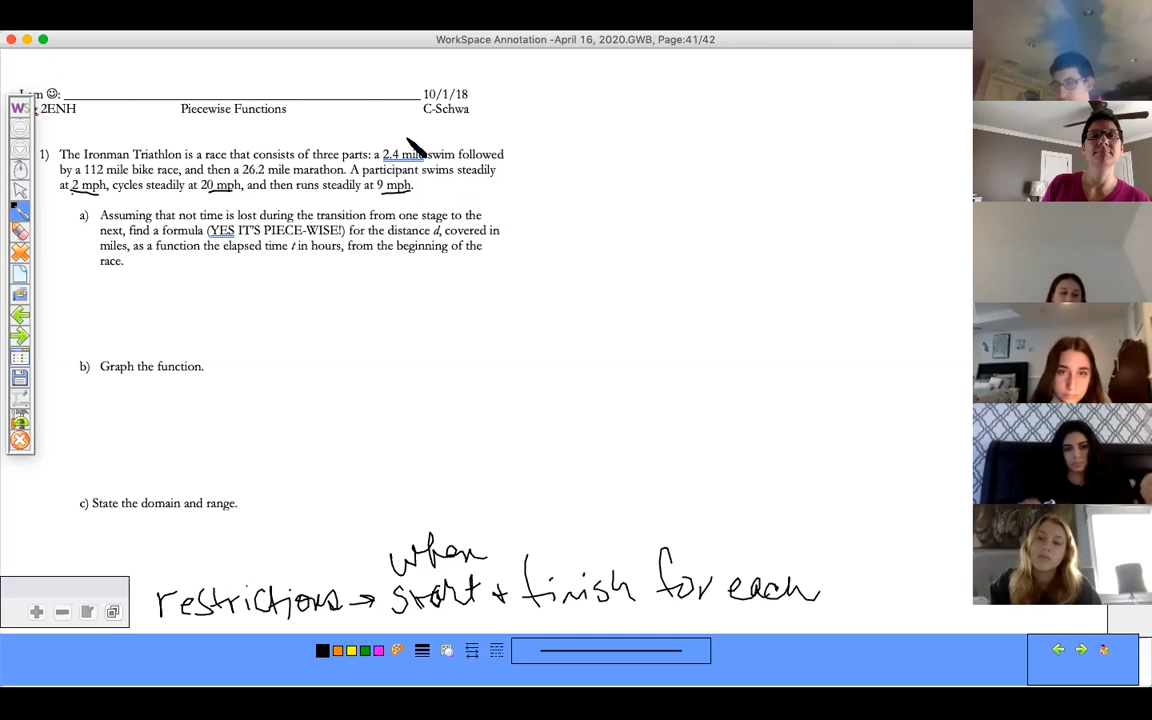 WorkSpace Annotation -April 16, 2020.GWB, Page:41/42
am ☺: 10/1/18
2ENH Piecewise Functions C-Schwa
1) The Ironman Triathlon is a race that consists of three parts: a 2.4 mile swim followed
by a 112 mile bike race, and then a 26.2 mile marathon. A participant swims steadily
at 2 mph, cycles steadily at 20 mph, and then runs steadily at 9 mph.
a) Assuming that not time is lost during the transition from one stage to the
next, find a formula (YES IT'S PIECE-WISE!) for the distance d, covered in
miles, as a function the elapsed time t in hours, from the beginning of the
race.
b) Graph the function.
c) State the domain and range.
when
restrictions → start + finish for each